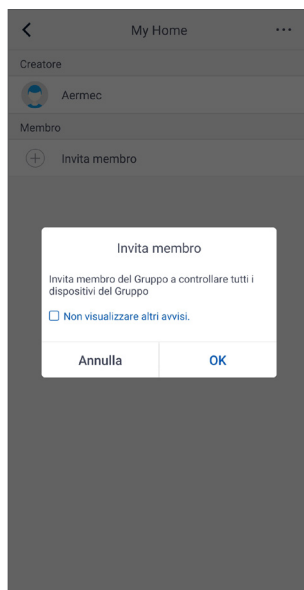 My Home
Creatore
Aermec
Membro
Invita membro
Invita membro
Invita membro del Gruppo a controllare tutti i
dispositivi del Gruppo
Non visualizzare altri avvisi.
Annulla
OK